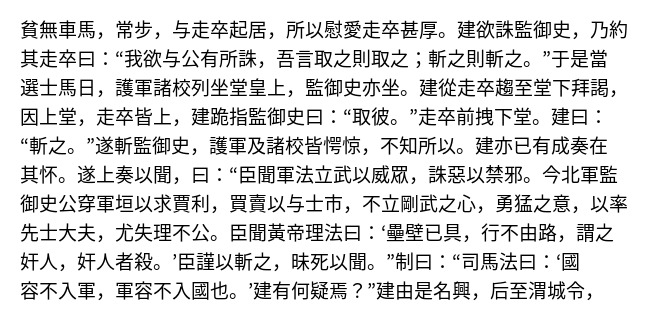 貧無車馬，常步，与走卒起居，所以慰愛走卒甚厚。建欲誅監御史，乃約
其走卒曰：“我欲与公有所誅，吾言取之則取之；斬之則斬之。”于是當
選士馬日，護軍諸校列坐堂皇上，監御史亦坐。建從走卒趨至堂下拜謁，
因上堂，走卒皆上，建跪指監御史曰：“取彼。”走卒前拽下堂。建曰：
“斬之。”遂斬監御史，護軍及諸校皆愕惊，不知所以。建亦已有成奏在
其怀。遂上奏以聞，曰：“臣聞軍法立武以威眾，誅惡以禁邪。今北軍監
御史公穿軍垣以求賈利，買賣以与士市，不立剛武之心，勇猛之意，以率
先士大夫，尤失理不公。臣聞黃帝理法曰：‘壘壁已具，行不由路，謂之
奸人，奸人者殺。’臣謹以斬之，昧死以聞。”制曰：“司馬法曰：‘國
容不入軍，軍容不入國也。’建有何疑焉？”建由是名興，后至渭城令，